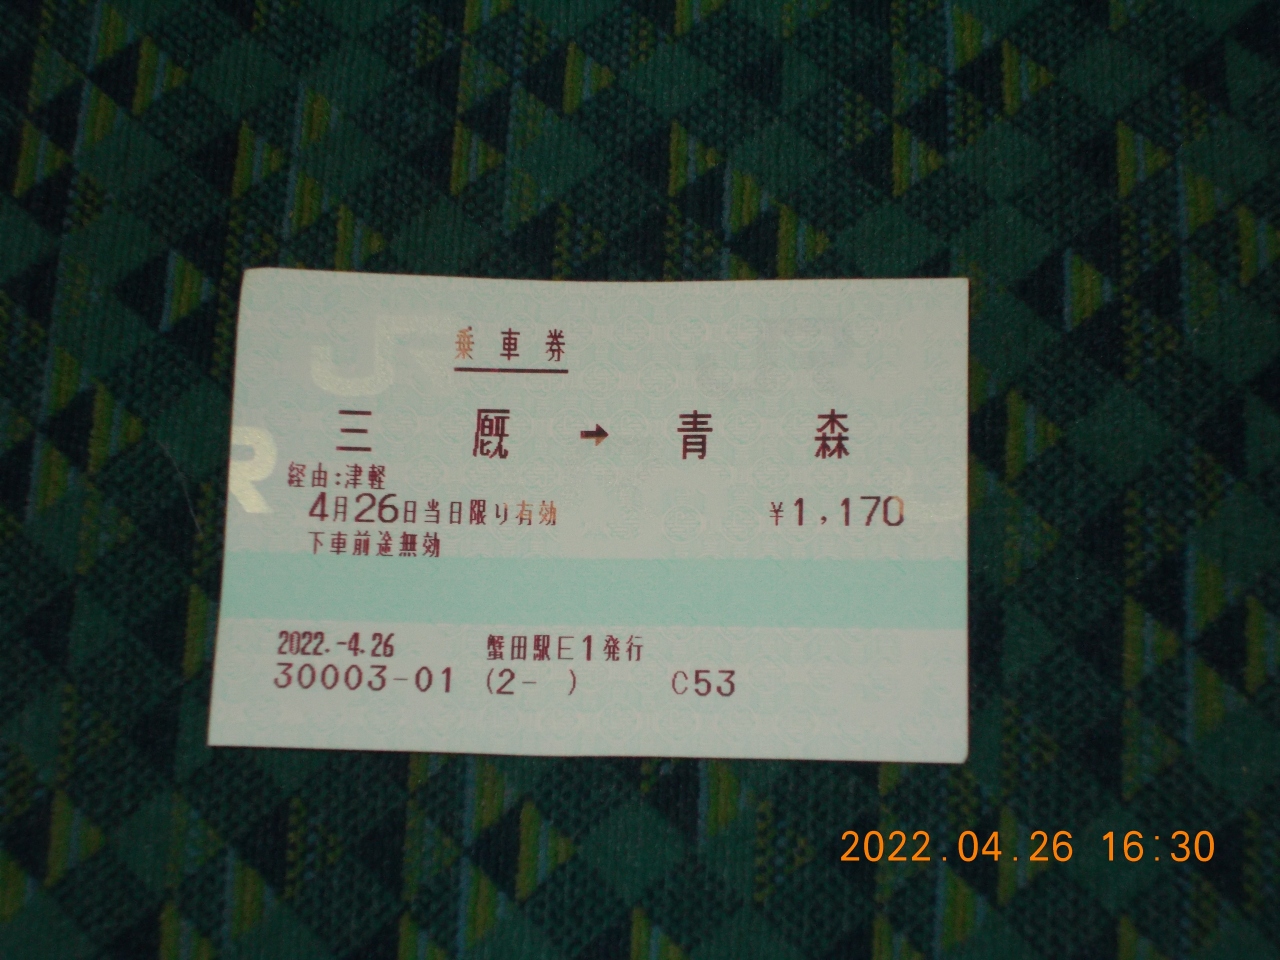 JR
乗車券
三厩→青森
経由:津軽
4月26日当日限り有効 ¥1,170
下車前途無効
R
2022.-4.26 蟹田駅E1発行
30003-01 (2- ) C53
2022.04.26 16:30